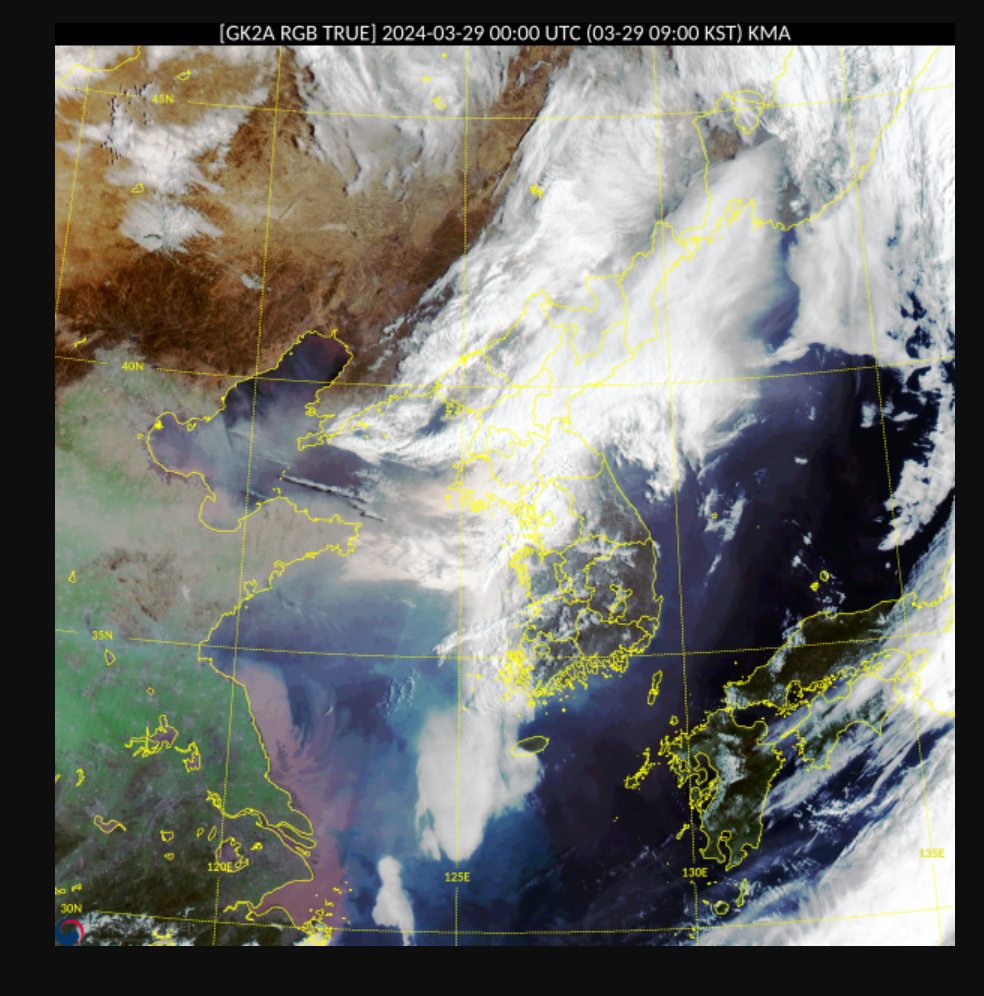 [GK2A RGB TRUE] 2024-03-29 00:00 UTC (03-29 09:00 KST) KMA
45N
40N
35N
135E
120E
130E
125E
30N